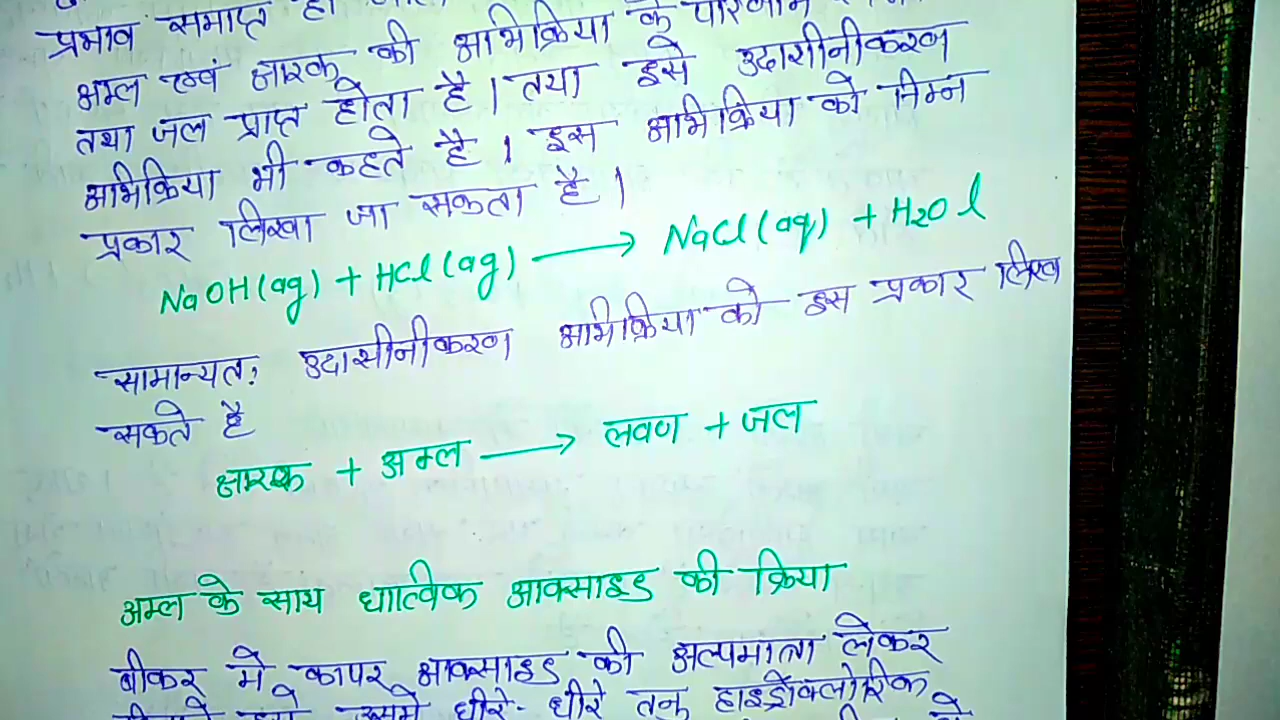 प्रभाव समाप्त हो
अम्ल एवं क्षारक की अभिक्रिया के परिणाम
तथा जल प्राप्त होता है। तथा इसे उदाशीनीकरण
अभिक्रिया भी कहते है। इस अभिक्रिया को निम्न
प्रकार लिखा जा सकता है।
NaOH(aq) + HCl(aq) ⟶ NaCl(aq) + H2O l
सामान्यत: उदासीनीकरण अभिक्रिया को इस प्रकार लिख
सकते है
क्षारक + अम्ल ⟶ लवण + जल
अम्ल के साथ धात्विक आक्साइड की क्रिया
बीकर मे कापर आक्साइड की अल्पमात्रा लेकर
उसमे धीरे-धीरे तनु हाइड्रोक्लोरिक